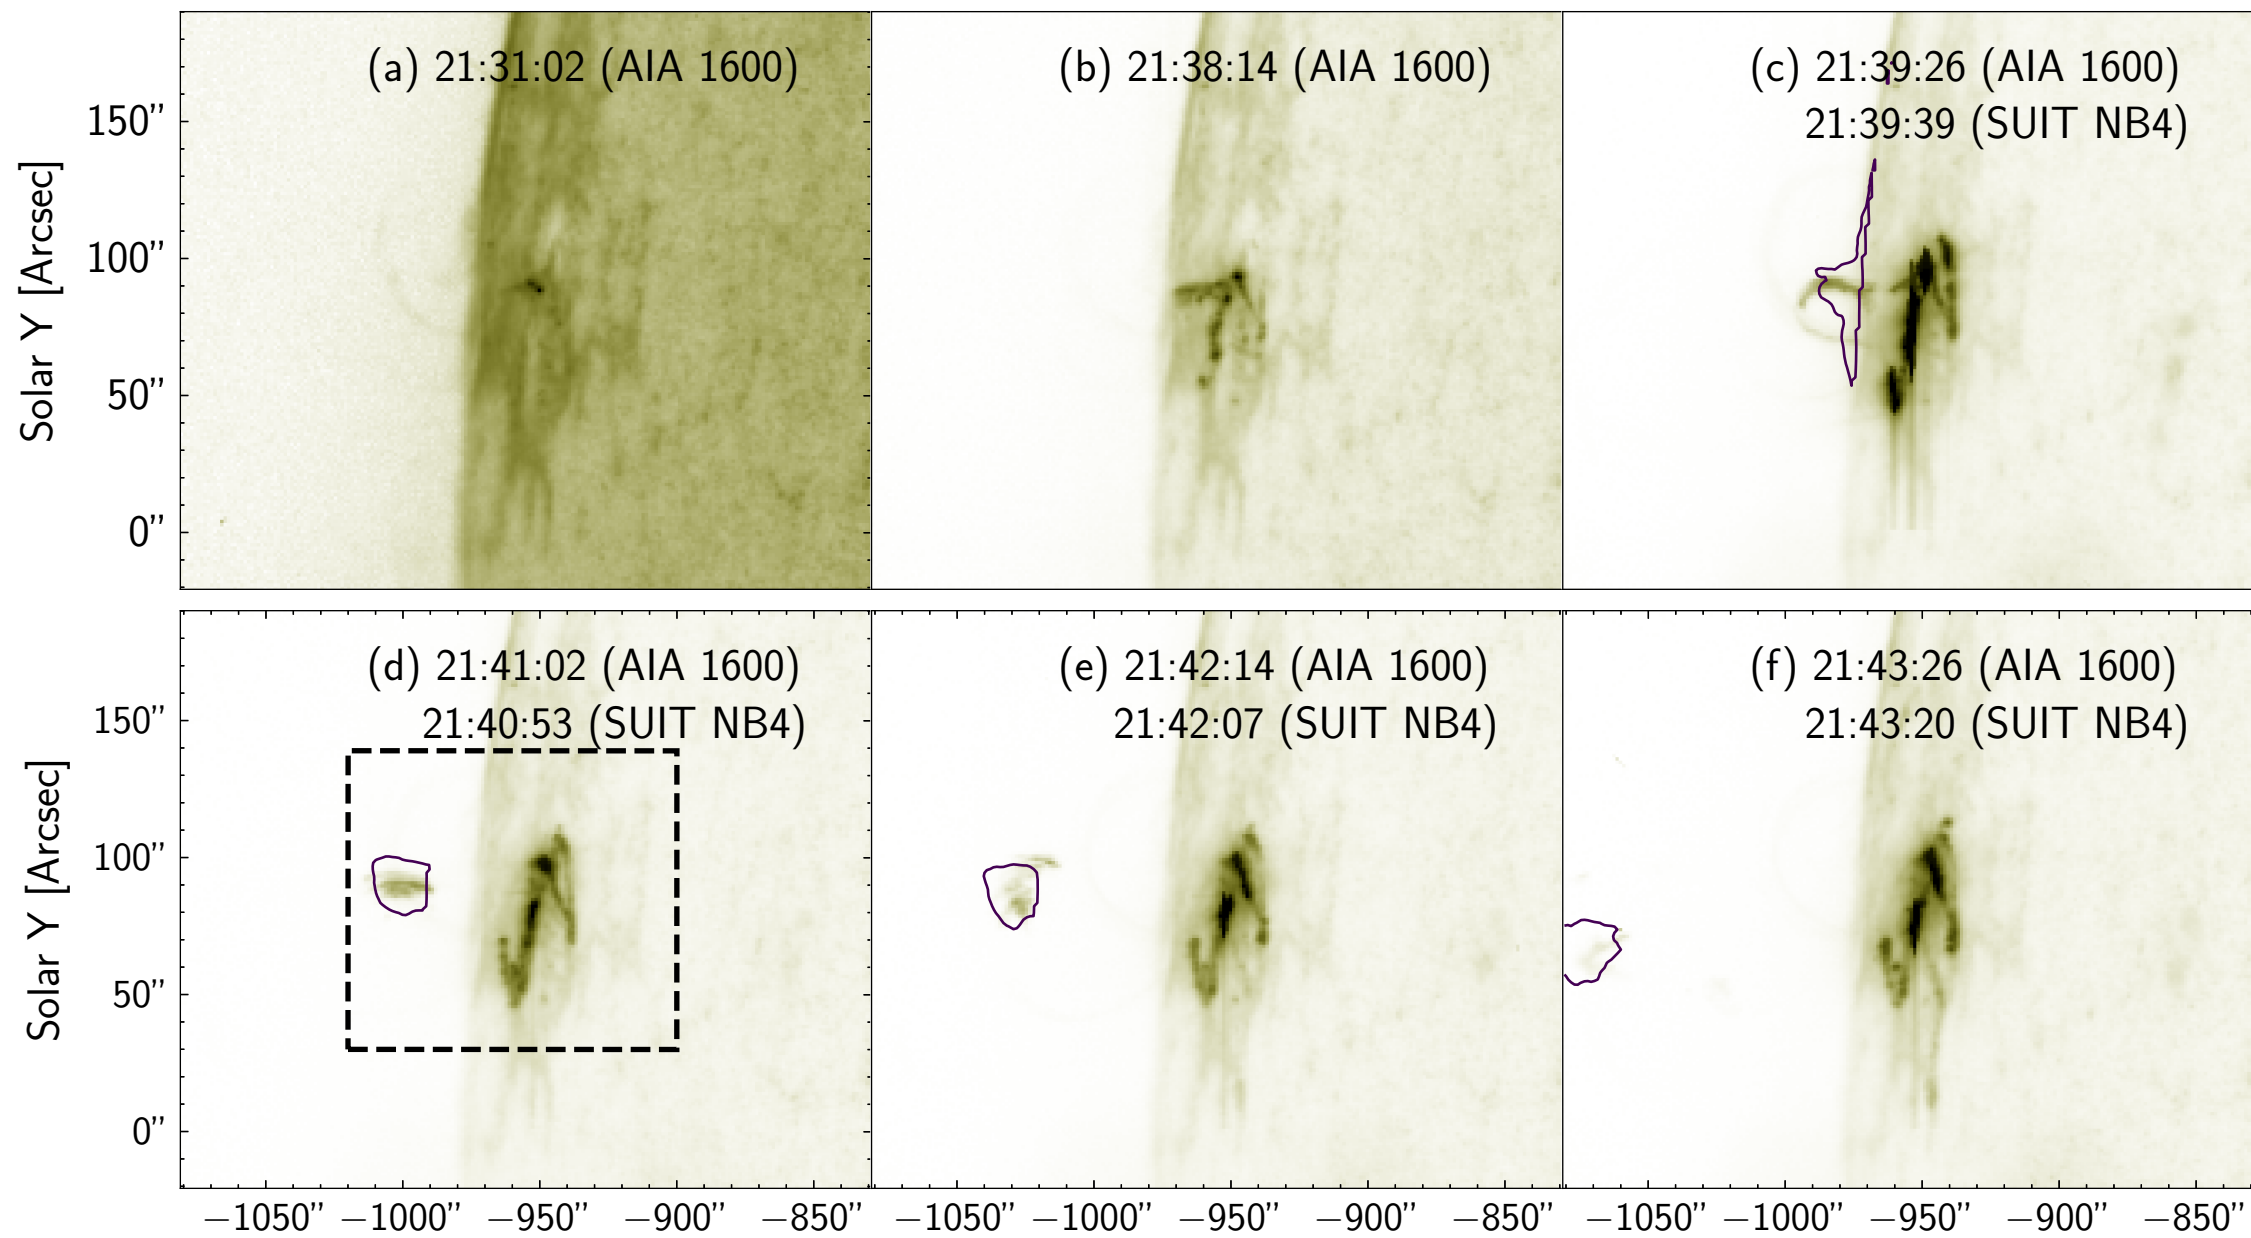 (a) 21:31:02 (AIA 1600)
(b) 21:38:14 (AIA 1600)
(c) 21:39:26 (AIA 1600)
21:39:39 (SUIT NB4)
150”
100”
50”
0”
Solar Y [Arcsec]
(d) 21:41:02 (AIA 1600)
21:40:53 (SUIT NB4)
(e) 21:42:14 (AIA 1600)
21:42:07 (SUIT NB4)
(f) 21:43:26 (AIA 1600)
21:43:20 (SUIT NB4)
150”
100”
50”
0”
Solar Y [Arcsec]
−1050” −1000” −950” −900” −850”
−1050” −1000” −950” −900” −850”
−1050” −1000” −950” −900” −850”